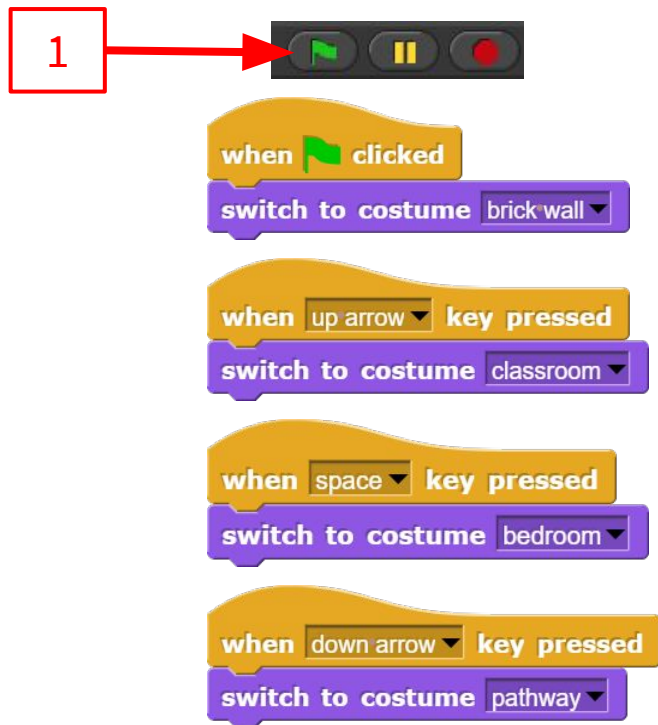 1
when clicked
switch to costume brick wall
when up arrow key pressed
switch to costume classroom
when space key pressed
switch to costume bedroom
when down arrow key pressed
switch to costume pathway